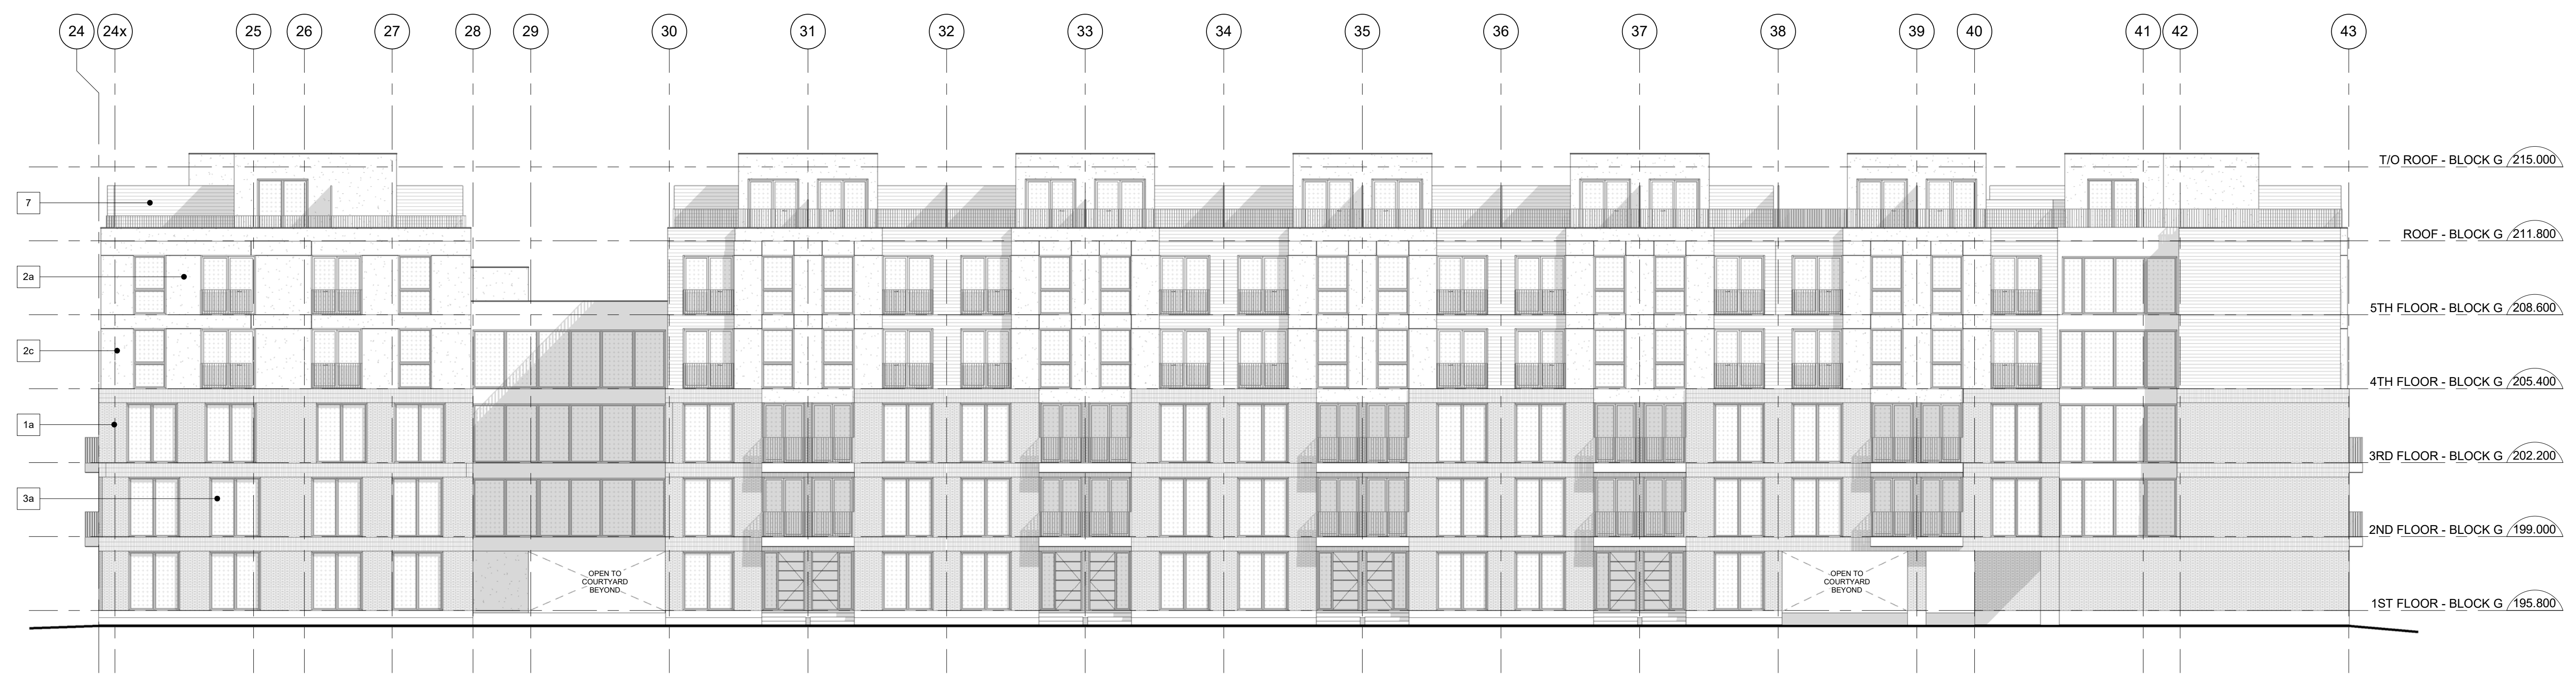 24 24x 25 26 27 28 29 30 31 32 33 34 35 36 37 38 39 40 41 42 43
T/O ROOF - BLOCK G 215.000
7
ROOF - BLOCK G 211.800
2a
5TH FLOOR - BLOCK G 208.600
2c
4TH FLOOR - BLOCK G 205.400
1a
3RD FLOOR - BLOCK G 202.200
3a
2ND FLOOR - BLOCK G 199.000
OPEN TO
COURTYARD
BEYOND
OPEN TO
COURTYARD
BEYOND
1ST FLOOR - BLOCK G 195.800